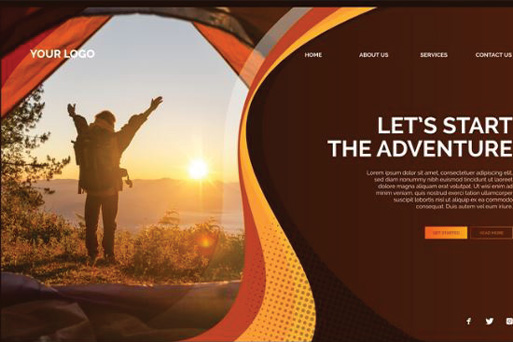 YOUR LOGO
HOME ABOUT US SERVICES CONTACT US
LET'S START
THE ADVENTURE
Lorem ipsum dolor sit amet, consectetuer adipiscing elit,
sed diam nonummy nibh euismod tincidunt ut laoreet
dolore magna aliquam erat volutpat. Ut wisi enim ad
minim veniam, quis nostrud exerci tation ullamcorper
suscipit lobortis nisl ut aliquip ex ea commodo
consequat. Duis autem vel eum iriure.
GET STARTED READ MORE